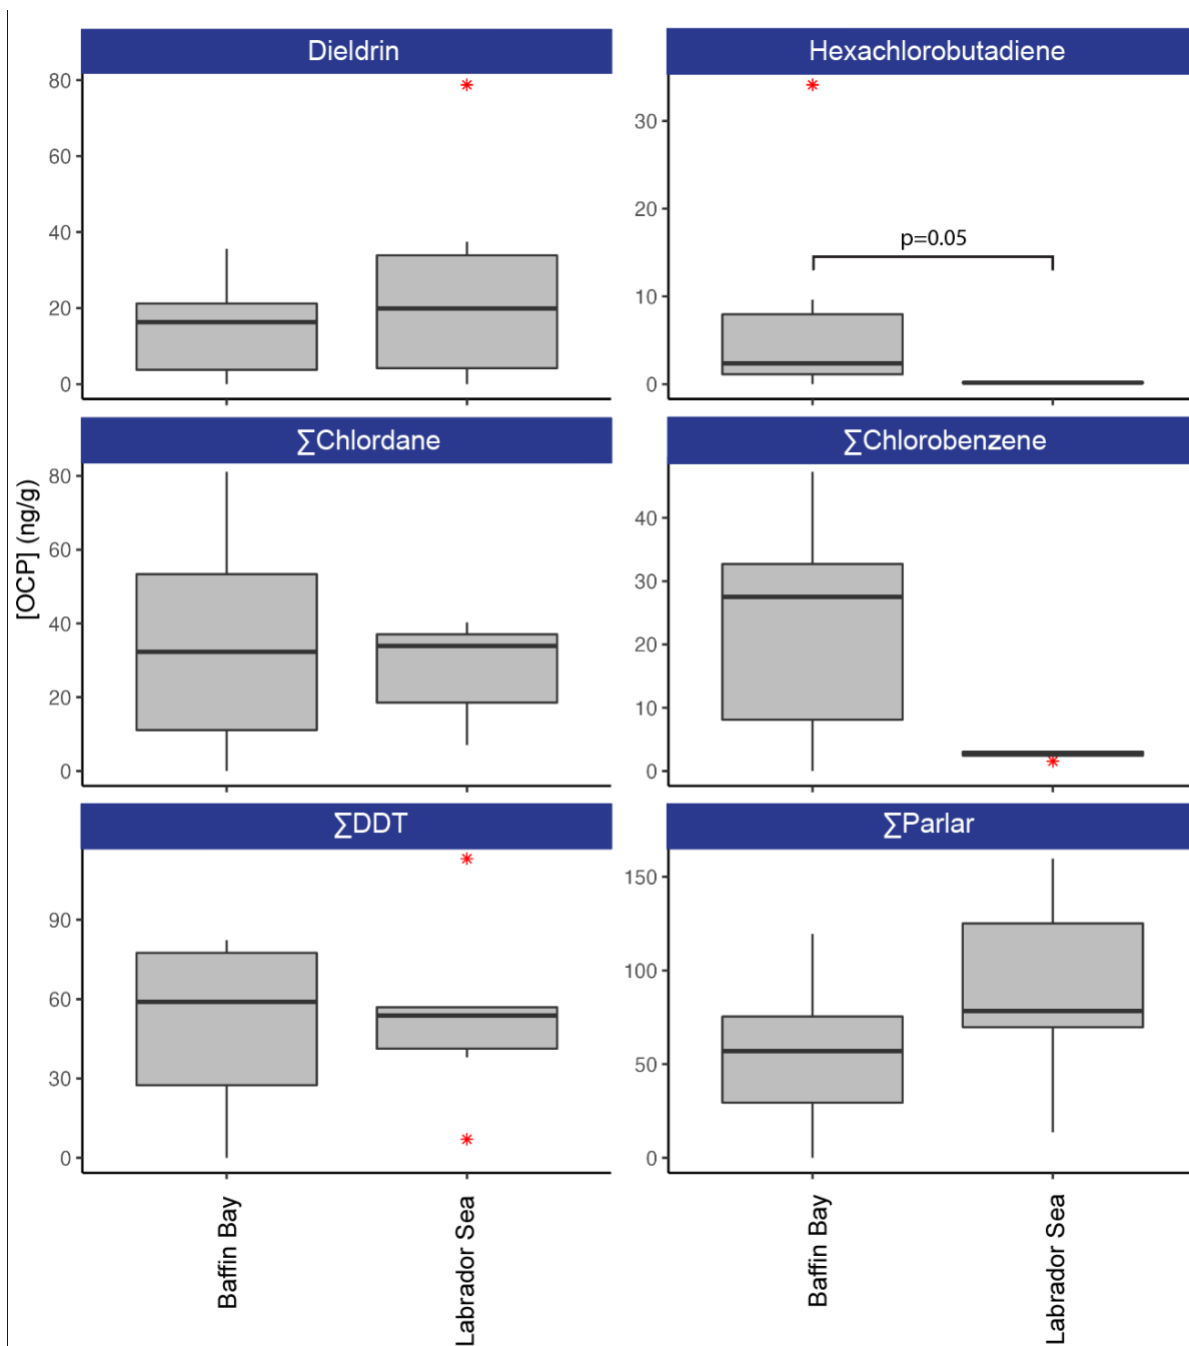 Dieldrin
Hexachlorobutadiene
80
60
40
20
0
30
20
10
0
p=0.05
[OCP] (ng/g)
∑Chlordane
∑Chlorobenzene
80
60
40
20
0
40
30
20
10
0
∑DDT
∑Parlar
90
60
30
0
150
100
50
0
Baffin Bay
Labrador Sea
Baffin Bay
Labrador Sea